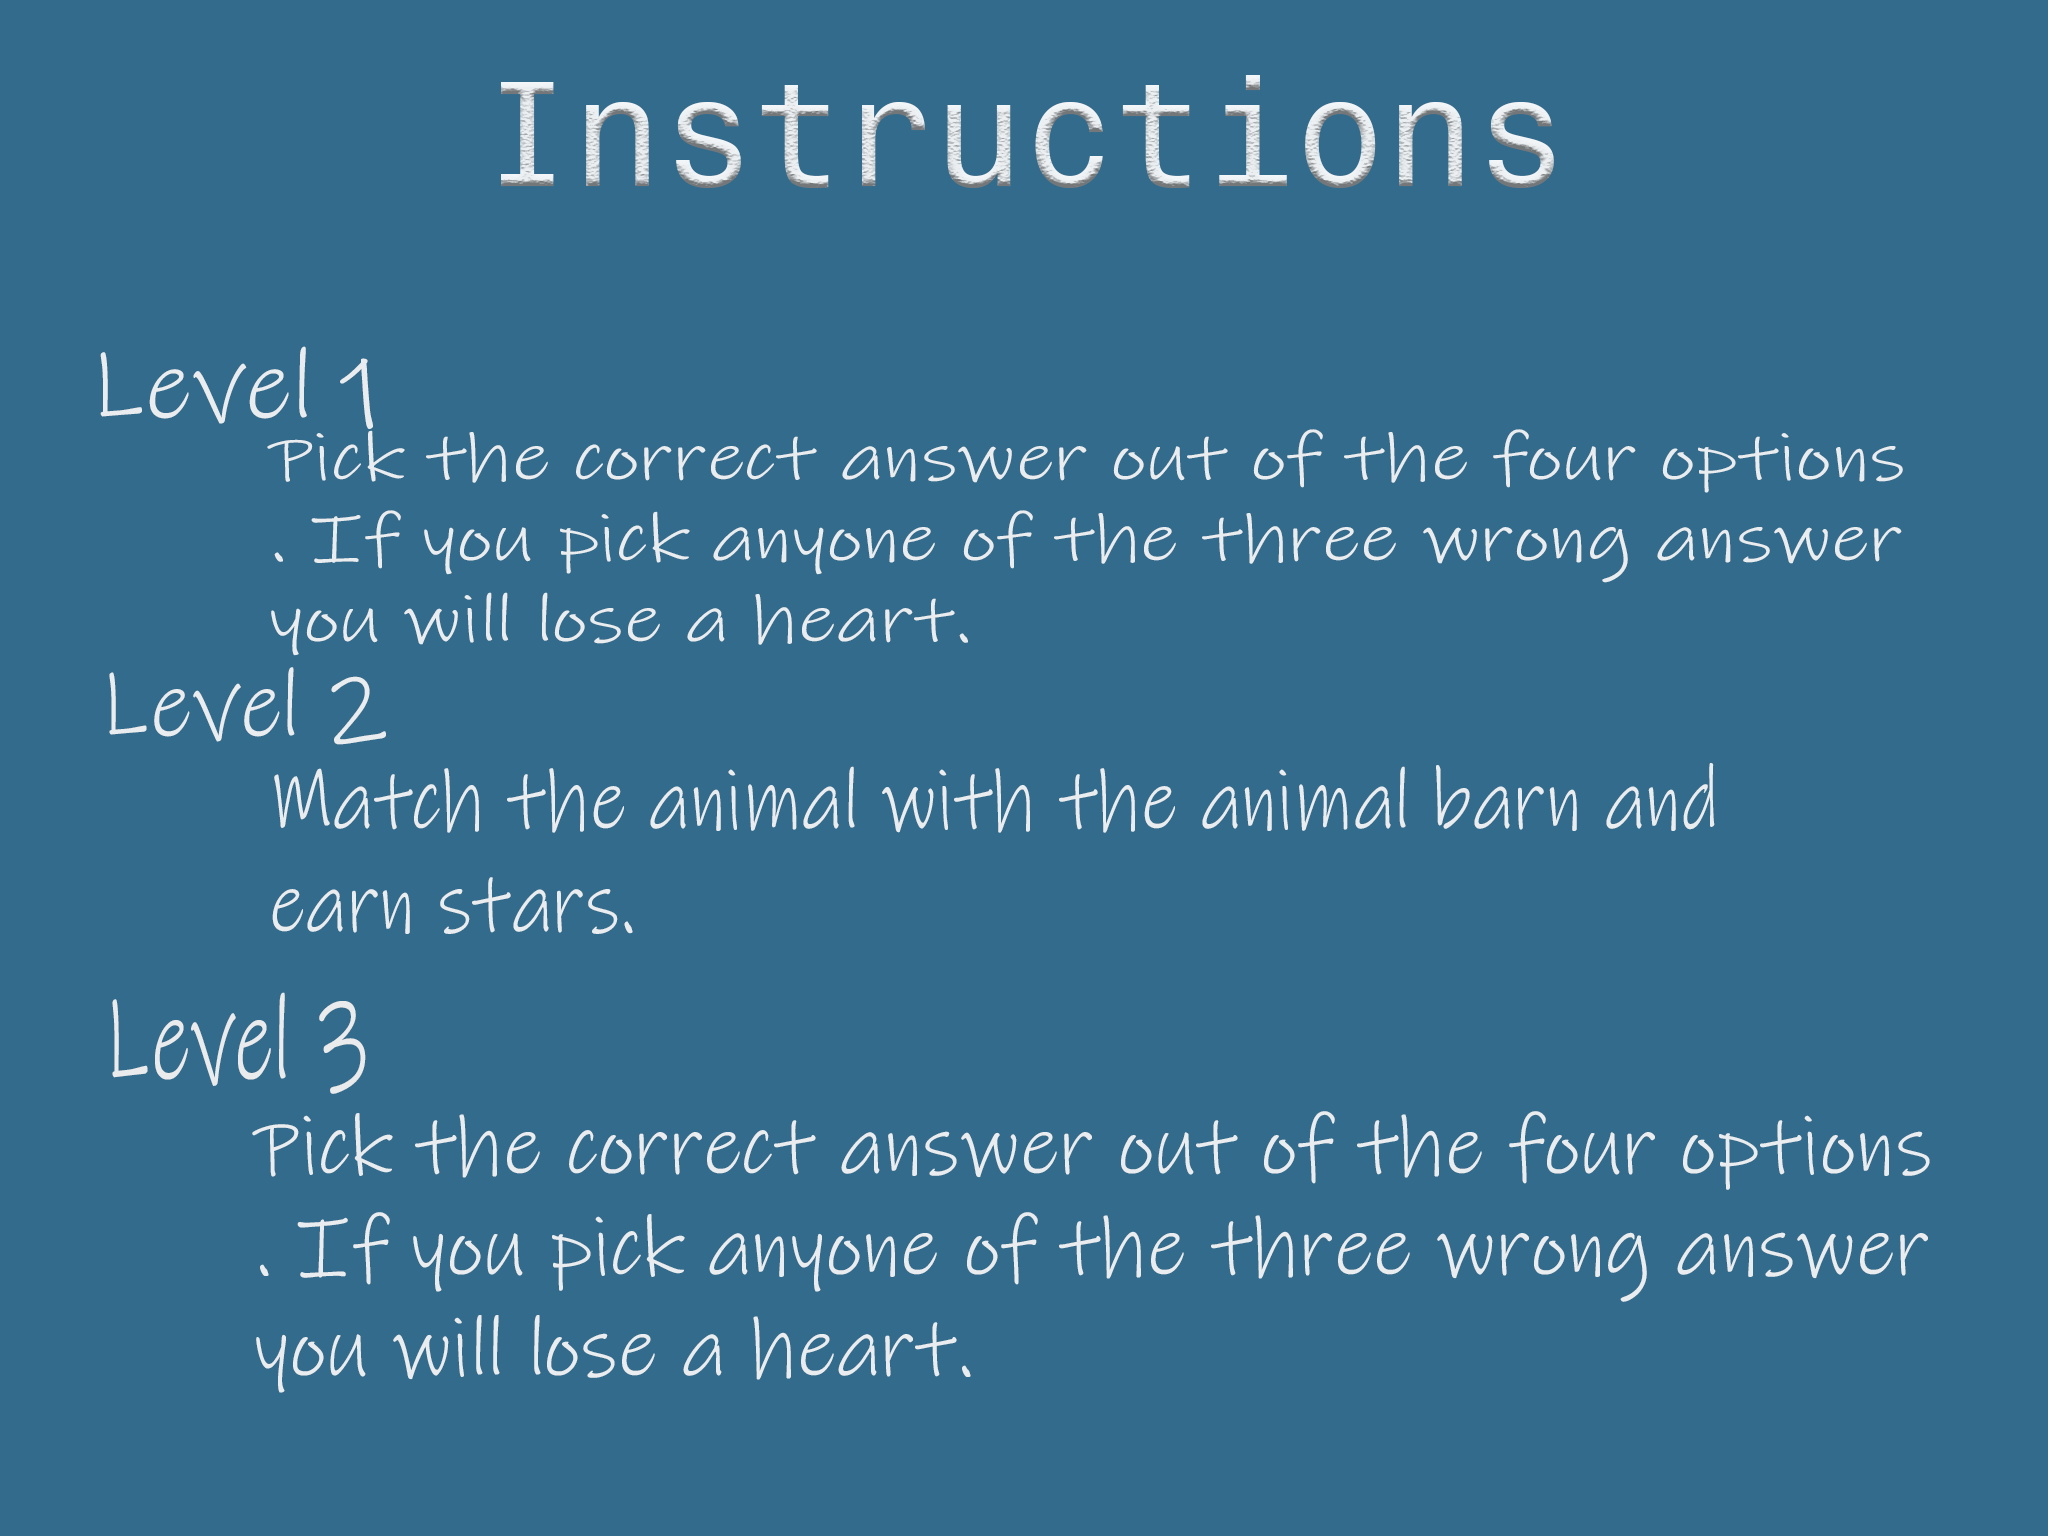 Instructions
Level 1
Pick the correct answer out of the four options
. If you pick anyone of the three wrong answer
you will lose a heart.
Level 2
Match the animal with the animal barn and
earn stars.
Level 3
Pick the correct answer out of the four options
. If you pick anyone of the three wrong answer
you will lose a heart.